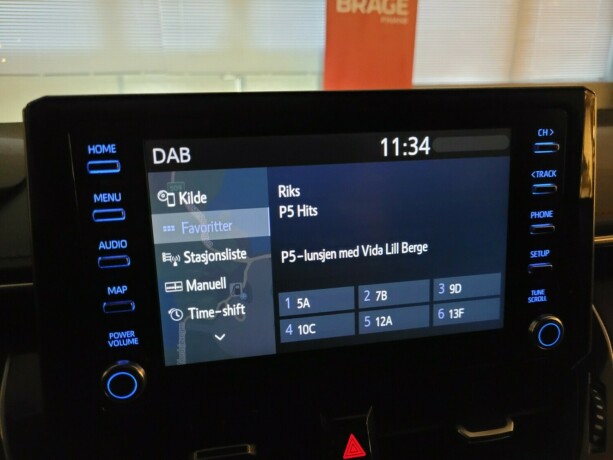 BRAGE
DAB
11:34
HOME
MENU
AUDIO
MAP
POWER
VOLUME
Kilde
Favoritter
Stasjonsliste
Manuell
Time-shift
Riks
P5 Hits
P5-lunsjen med Vida Lill Berge
1 5A
2 7B
3 9D
4 10C
5 12A
6 13F
CH>
<TRACK
PHONE
SETUP
TUNE
SCROLL